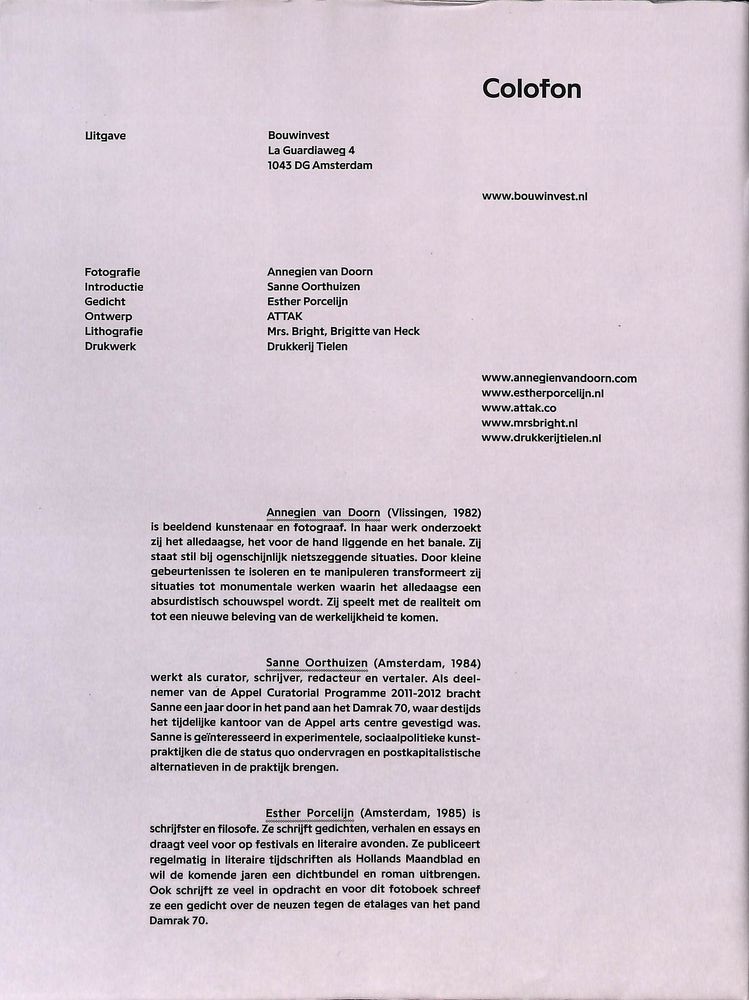 Colofon
Uitgave
Bouwinvest
La Guardiaweg 4
1043 DG Amsterdam
www.bouwinvest.nl
Fotografie Annegien van Doorn
Introductie Sanne Oorthuizen
Gedicht Esther Porcelijn
Ontwerp ATTAK
Lithografie Mrs. Bright, Brigitte van Heck
Drukwerk Drukkerij Tielen
www.annegienvandoorn.com
www.estherporcelijn.nl
www.attak.co
www.mrsbright.nl
www.drukkerijtielen.nl
Annegien van Doorn (Vlissingen, 1982)
is beeldend kunstenaar en fotograaf. In haar werk onderzoekt
zij het alledaagse, het voor de hand liggende en het banale. Zij
staat stil bij ogenschijnlijk nietszeggende situaties. Door kleine
gebeurtenissen te isoleren en te manipuleren transformeert zij
situaties tot monumentale werken waarin het alledaagse een
absurdistisch schouwspel wordt. Zij speelt met de realiteit om
tot een nieuwe beleving van de werkelijkheid te komen.
Sanne Oorthuizen (Amsterdam, 1984)
werkt als curator, schrijver, redacteur en vertaler. Als deel-
nemer van de Appel Curatorial Programme 2011-2012 bracht
Sanne een jaar door in het pand aan het Damrak 70, waar destijds
het tijdelijke kantoor van de Appel arts centre gevestigd was.
Sanne is geïnteresseerd in experimentele, sociaalpolitieke kunst-
praktijken die de status quo ondervragen en postkapitalistische
alternatieven in de praktijk brengen.
Esther Porcelijn (Amsterdam, 1985) is
schrijfster en filosofe. Ze schrijft gedichten, verhalen en essays en
draagt veel voor op festivals en literaire avonden. Ze publiceert
regelmatig in literaire tijdschriften als Hollands Maandblad en
wil de komende jaren een dichtbundel en roman uitbrengen.
Ook schrijft ze veel in opdracht en voor dit fotoboek schreef
ze een gedicht over de neuzen tegen de etalages van het pand
Damrak 70.